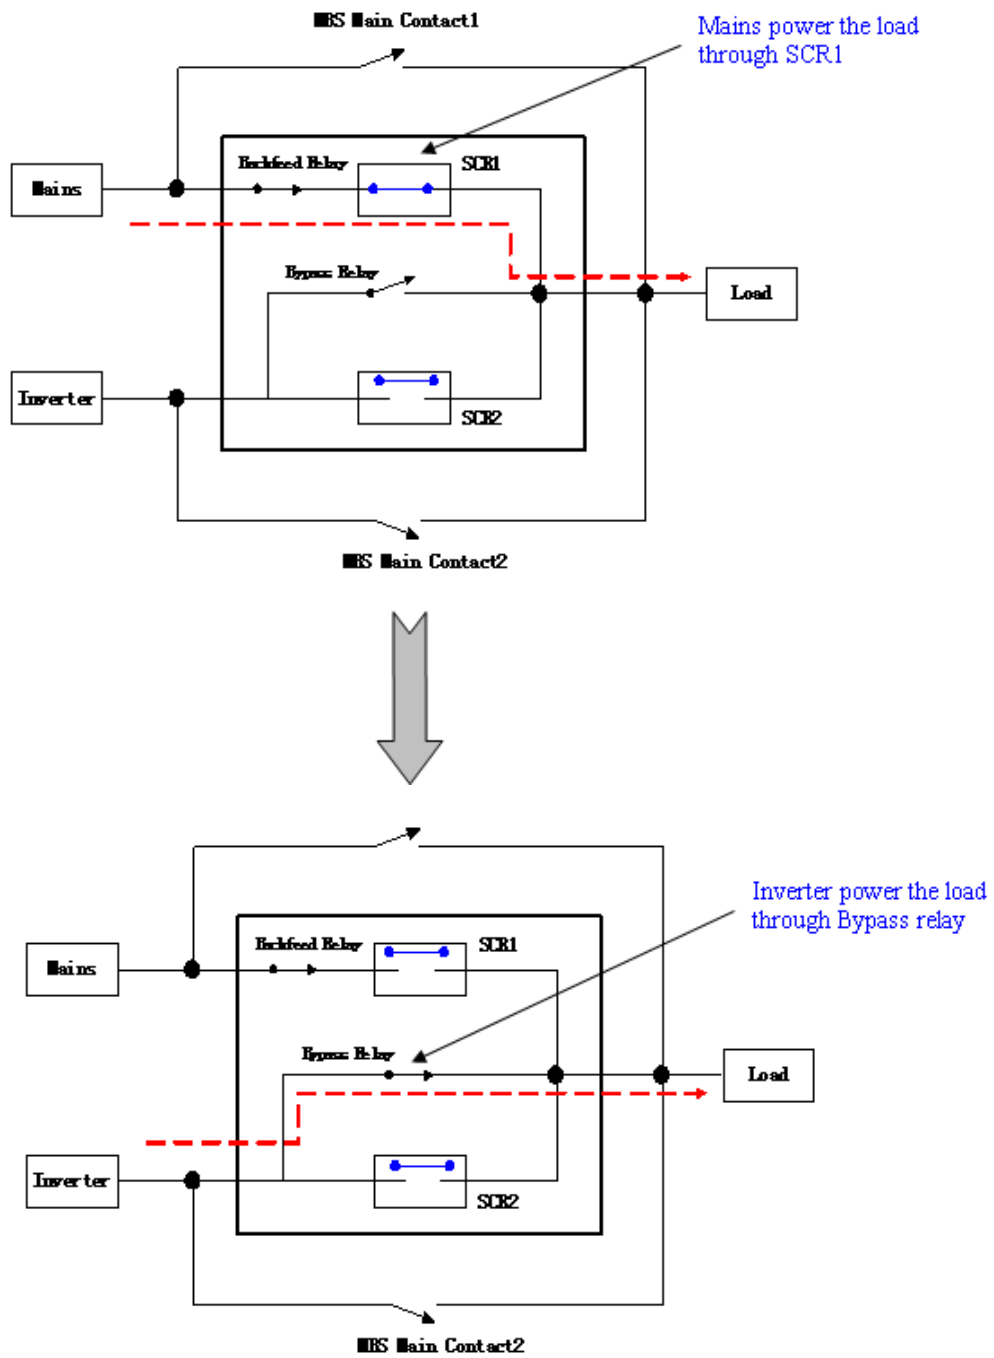 MBS Main Contact1
Mains power the load
through SCR1
Backfeed Relay
SCR1
Mains
Bypass Relay
Load
Inverter
SCR2
MBS Main Contact2
Inverter power the load
through Bypass relay
Backfeed Relay
SCR1
Mains
Bypass Relay
Load
Inverter
SCR2
MBS Main Contact2